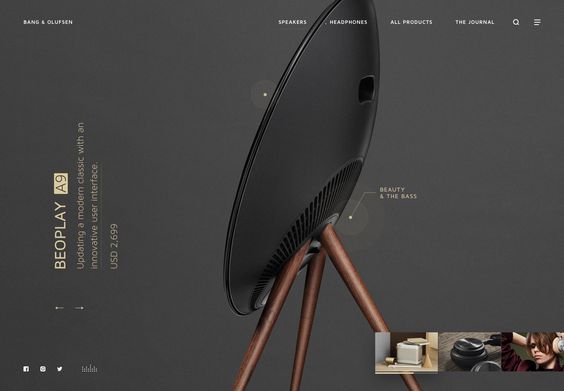 BANG & OLUFSEN
SPEAKERS
HEADPHONES
ALL PRODUCTS
THE JOURNAL
BEOPLAY A9
Updating a modern classic with an
innovative user interface.
USD 2,699
BEAUTY
& THE BASS